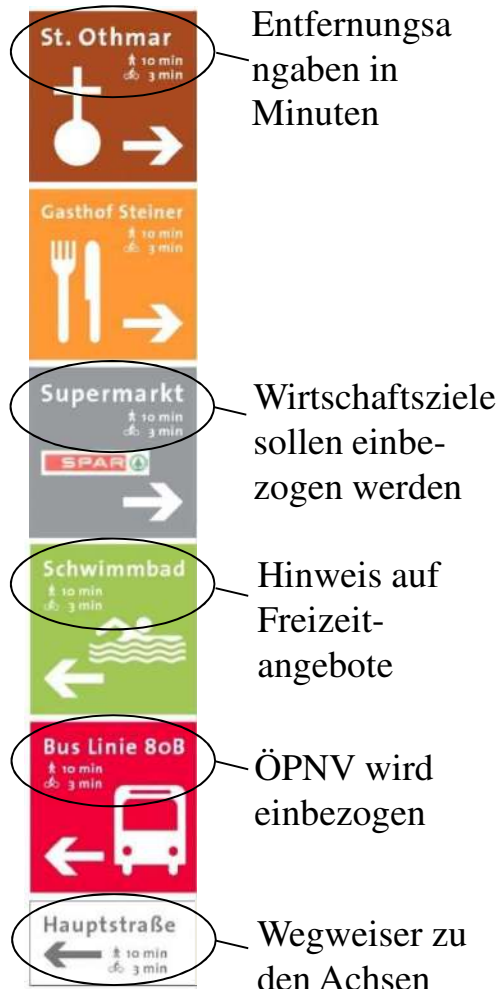 St. Othmar
10 min
3 min
Entfernungsa
ngaben in
Minuten
Gasthof Steiner
10 min
3 min
Supermarkt
10 min
3 min
SPAR
Wirtschaftsziele
sollen einbe-
zogen werden
Schwimmbad
10 min
3 min
Hinweis auf
Freizeit-
angebote
Bus Linie 80B
10 min
3 min
ÖPNV wird
einbezogen
Hauptstraße
10 min
3 min
Wegweiser zu
den Achsen